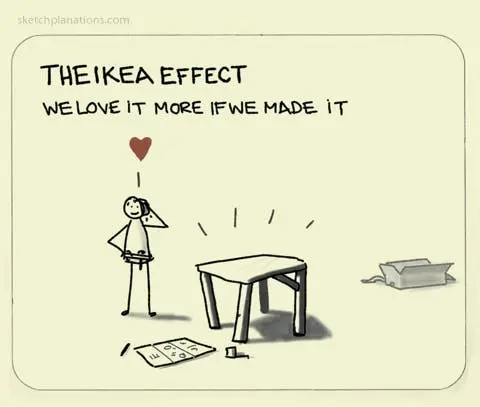 sketchplanations.com
THE IKEA EFFECT
WE LOVE IT MORE IF WE MADE IT